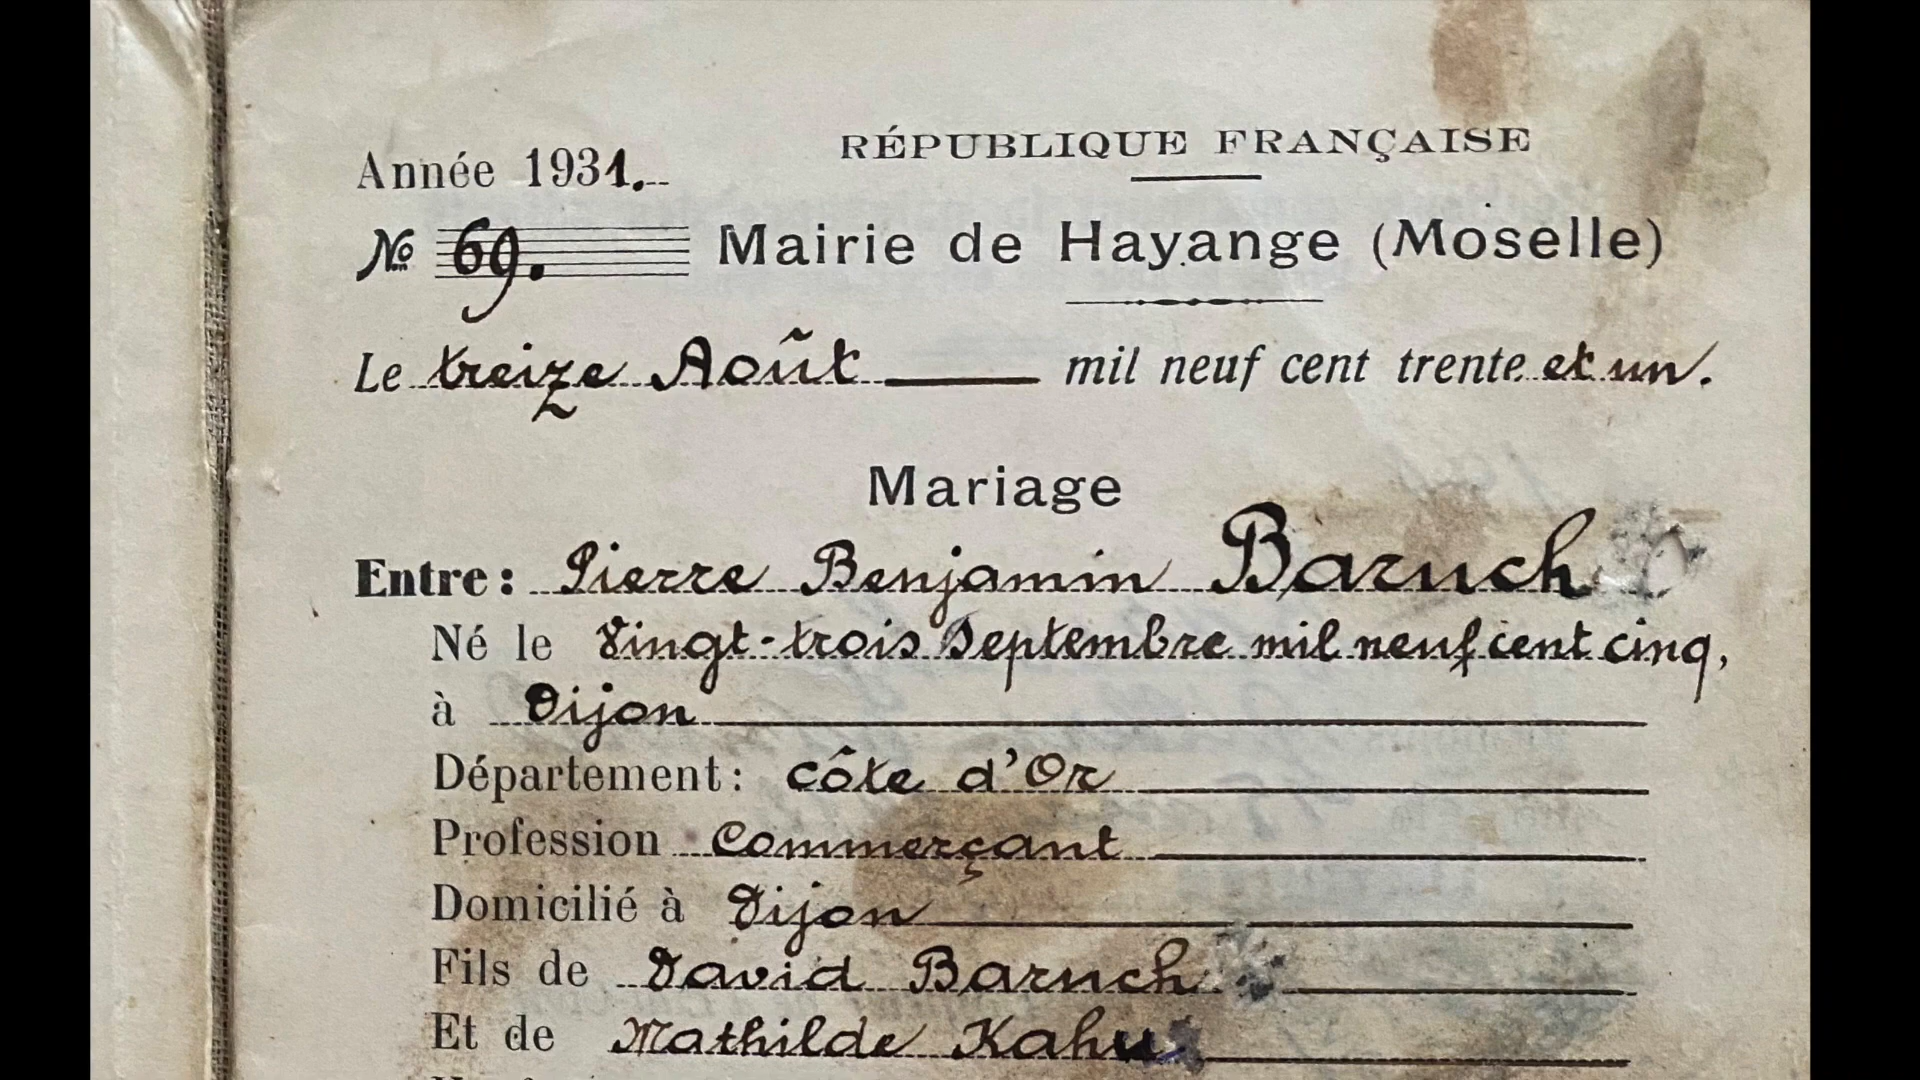 RÉPUBLIQUE FRANÇAISE
Année 1931.
No 69. Mairie de Hayange (Moselle)
Le treize Août mil neuf cent trente et un.
Mariage
Entre: Pierre Benjamin Baruch
Né le Vingt-trois Septembre mil neuf cent cinq,
à Dijon
Département: Côte d'Or
Profession Commerçant
Domicilié à Dijon
Fils de David Baruch
Et de Mathilde